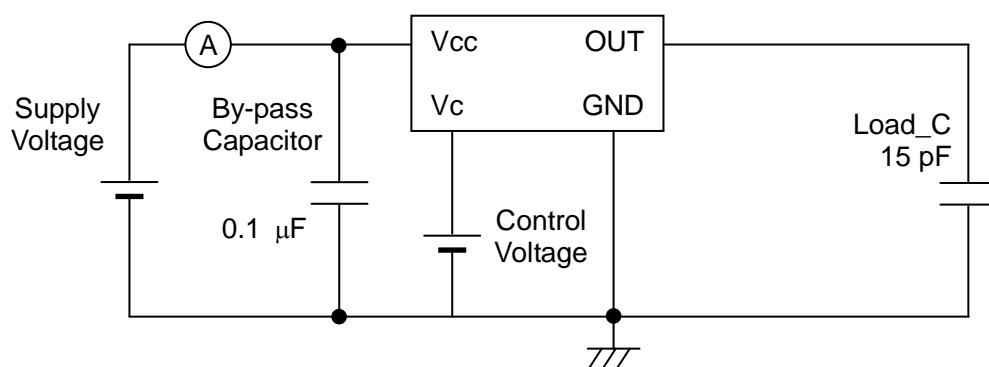 A
Vcc
OUT
Vc
GND
Supply
Voltage
By-pass
Capacitor
0.1 μF
Control
Voltage
Load_C
15 pF